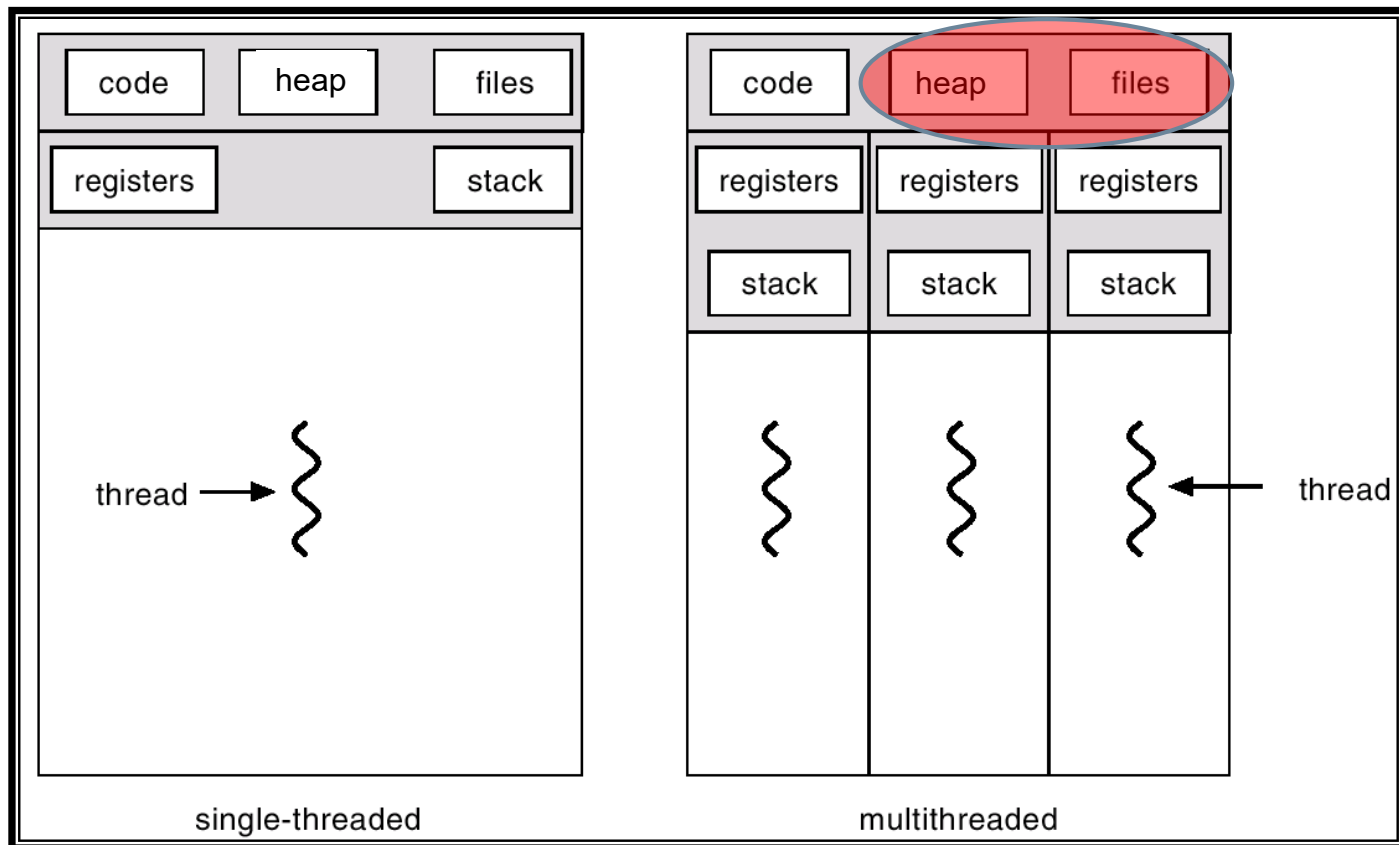 code heap files
registers stack
thread
single-threaded
code heap files
registers registers registers
stack stack stack
thread
multithreaded